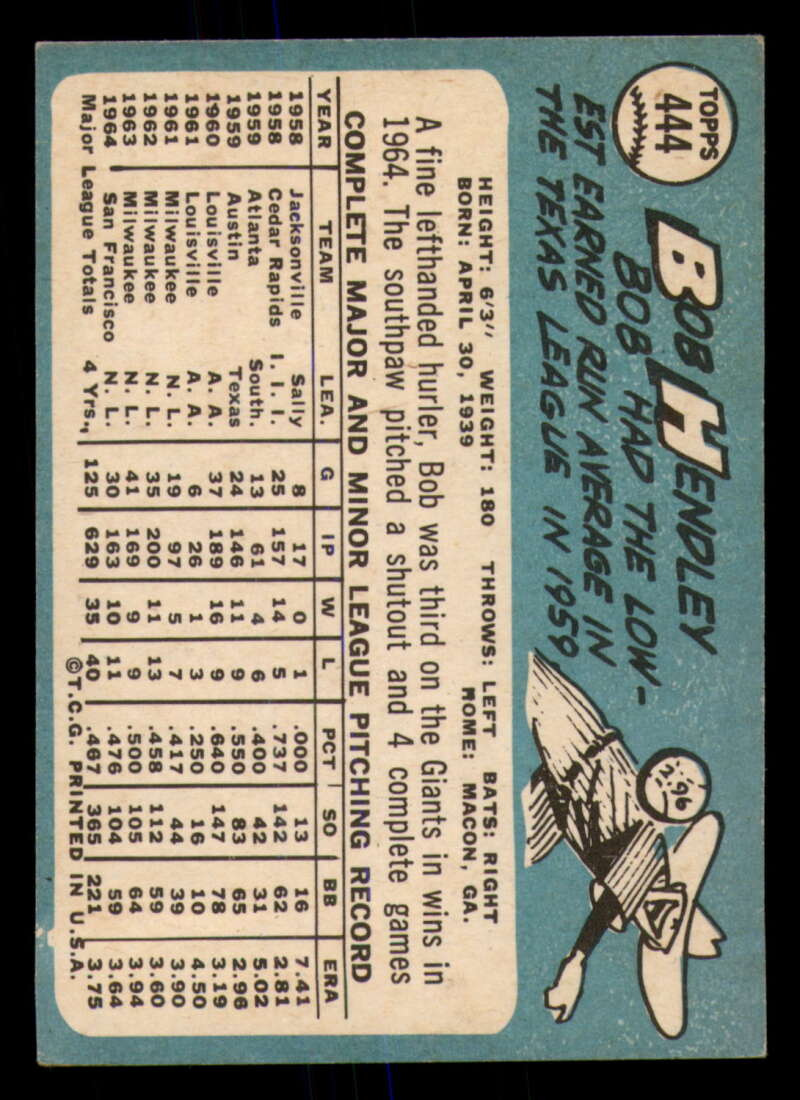 TOPPS
444
BOB HENDLEY
BOB HAD THE LOW-
EST EARNED RUN AVERAGE IN
THE TEXAS LEAGUE IN 1959
2.96
HEIGHT: 6'3" WEIGHT: 180 THROWS: LEFT BATS: RIGHT
BORN: APRIL 30, 1939 HOME: MACON, GA.
A fine lefthanded hurler, Bob was third on the Giants in wins in
1964. The southpaw pitched a shutout and 4 complete games
COMPLETE MAJOR AND MINOR LEAGUE PITCHING RECORD
YEAR TEAM LEA. G IP W L PCT SO BB ERA
1958 Jacksonville Sally 8 17 0 1 .000 13 16 7.41
1958 Cedar Rapids I. I. I. 25 157 14 5 .737 142 62 2.81
1959 Atlanta South. 13 61 4 6 .400 42 31 5.02
1959 Austin Texas 24 146 11 9 .550 83 65 2.96
1960 Louisville A. A. 37 189 16 9 .640 147 78 3.19
1961 Louisville A. A. 6 26 1 3 .250 16 10 4.50
1961 Milwaukee N. L. 19 97 5 7 .417 44 39 3.90
1962 Milwaukee N. L. 35 200 11 13 .458 112 59 3.60
1963 Milwaukee N. L. 41 169 9 9 .500 105 64 3.94
1964 San Francisco N. L. 30 163 10 11 .476 104 59 3.64
Major League Totals 4 Yrs., 125 629 35 40 .467 365 221 3.75
©T.C.G. PRINTED IN U.S.A.